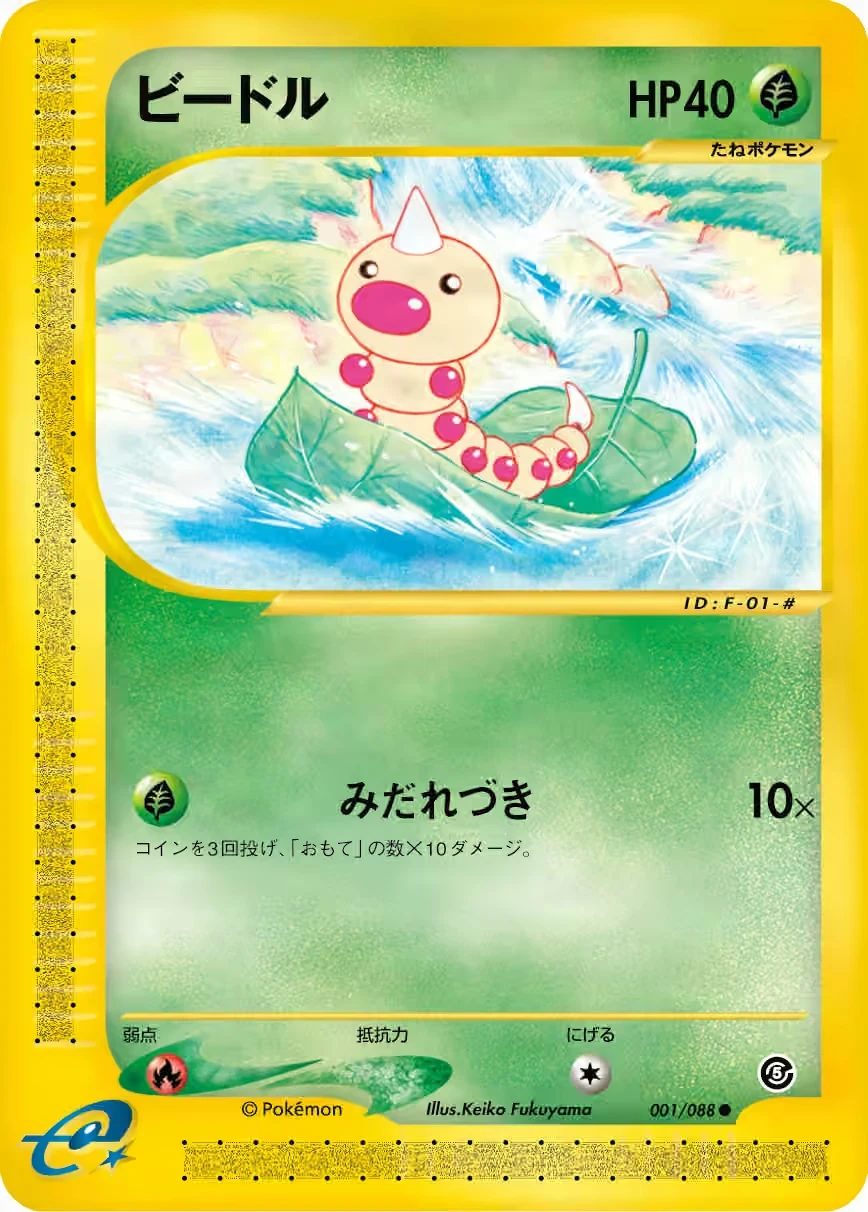 ビードル HP40
たねポケモン
ID:F-01-#
みだれづき 10×
コインを3回投げ、「おもて」の数×10ダメージ。
弱点 抵抗力 にげる
5
© Pokémon Illus.Keiko Fukuyama 001/088●
e